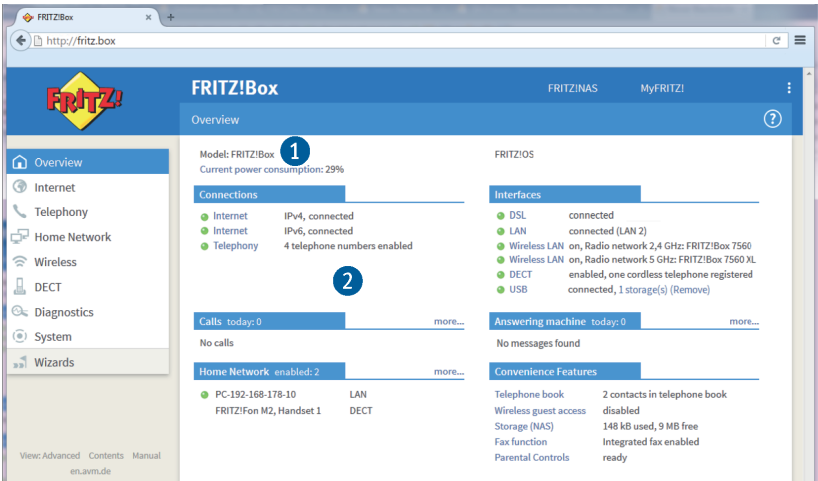 FRITZ!Box
http://fritz.box
FRITZ!
FRITZ!Box FRITZ!NAS MyFRITZ!
Overview ?
Overview
Internet
Telephony
Home Network
Wireless
DECT
Diagnostics
System
Wizards
View: Advanced Contents Manual
en.avm.de
Model: FRITZ!Box 1 FRITZ!OS
Current power consumption: 29%
Connections
Internet IPv4, connected
Internet IPv6, connected
Telephony 4 telephone numbers enabled
2
Interfaces
DSL connected
LAN connected (LAN 2)
Wireless LAN on, Radio network 2,4 GHz: FRITZ!Box 7560
Wireless LAN on, Radio network 5 GHz: FRITZ!Box 7560 XL
DECT enabled, one cordless telephone registered
USB connected, 1 storage(s) (Remove)
Calls today: 0 more...
No calls
Answering machine today: 0 more...
No messages found
Home Network enabled: 2 more...
PC-192-168-178-10 LAN
FRITZ!Fon M2, Handset 1 DECT
Convenience Features
Telephone book 2 contacts in telephone book
Wireless guest access disabled
Storage (NAS) 148 kB used, 9 MB free
Fax function Integrated fax enabled
Parental Controls ready